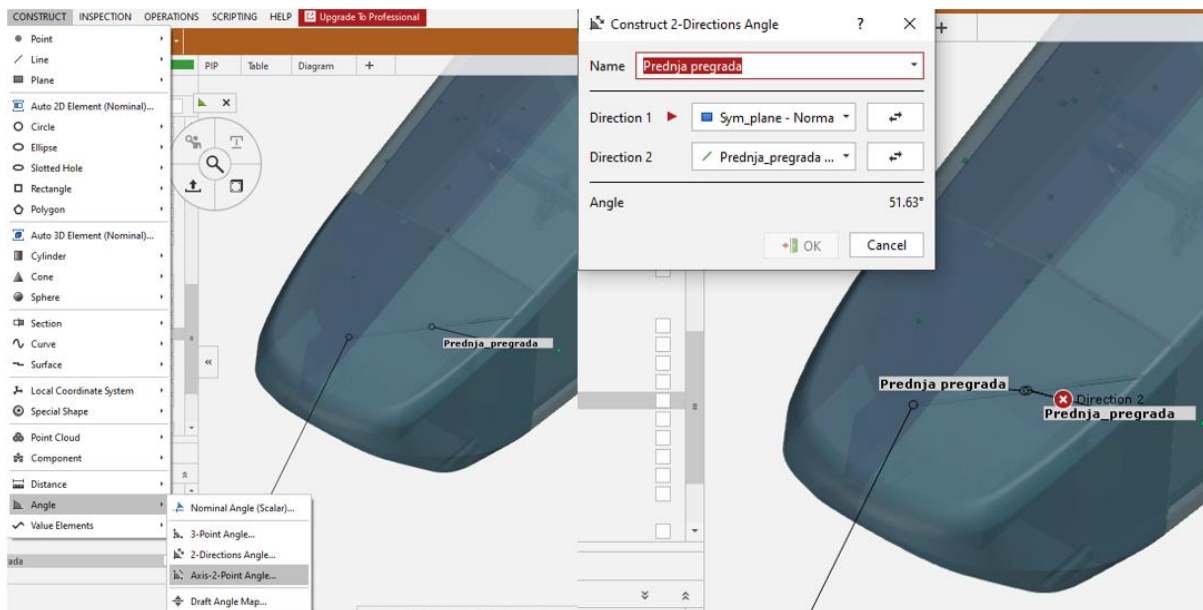 CONSTRUCT INSPECTION OPERATIONS SCRIPTING HELP Upgrade To Professional
Point
Line
Plane
Auto 2D Element (Nominal)...
Circle
Ellipse
Slotted Hole
Rectangle
Polygon
Auto 3D Element (Nominal)...
Cylinder
Cone
Sphere
Section
Curve
Surface
Local Coordinate System
Special Shape
Point Cloud
Component
Distance
Angle
Value Elements
Nominal Angle (Scalar)...
3-Point Angle...
2-Directions Angle...
Axis-2-Point Angle...
Draft Angle Map...
rada
PIP Table Diagram +
Prednja_pregrada
Construct 2-Directions Angle ?
Name Prednja pregrada
Direction 1 Sym_plane - Norma
Direction 2 Prednja_pregrada ...
Angle 51.63°
OK Cancel
+
Prednja pregrada
Direction 2
Prednja_pregrada